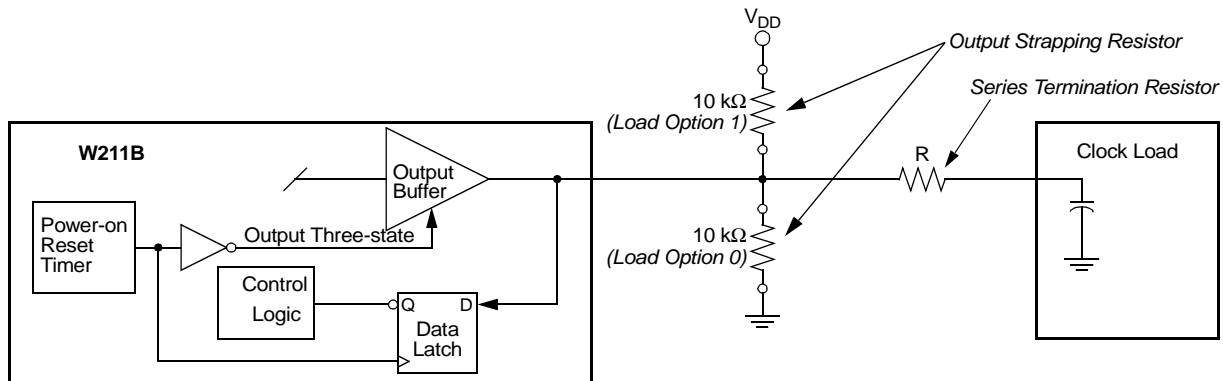 VDD
Output Strapping Resistor
10 kΩ
(Load Option 1)
Series Termination Resistor
W211B
Output
Buffer
R
Clock Load
Power-on
Reset
Timer
Output Three-state
10 kΩ
(Load Option 0)
Control
Logic
Q
D
Data
Latch